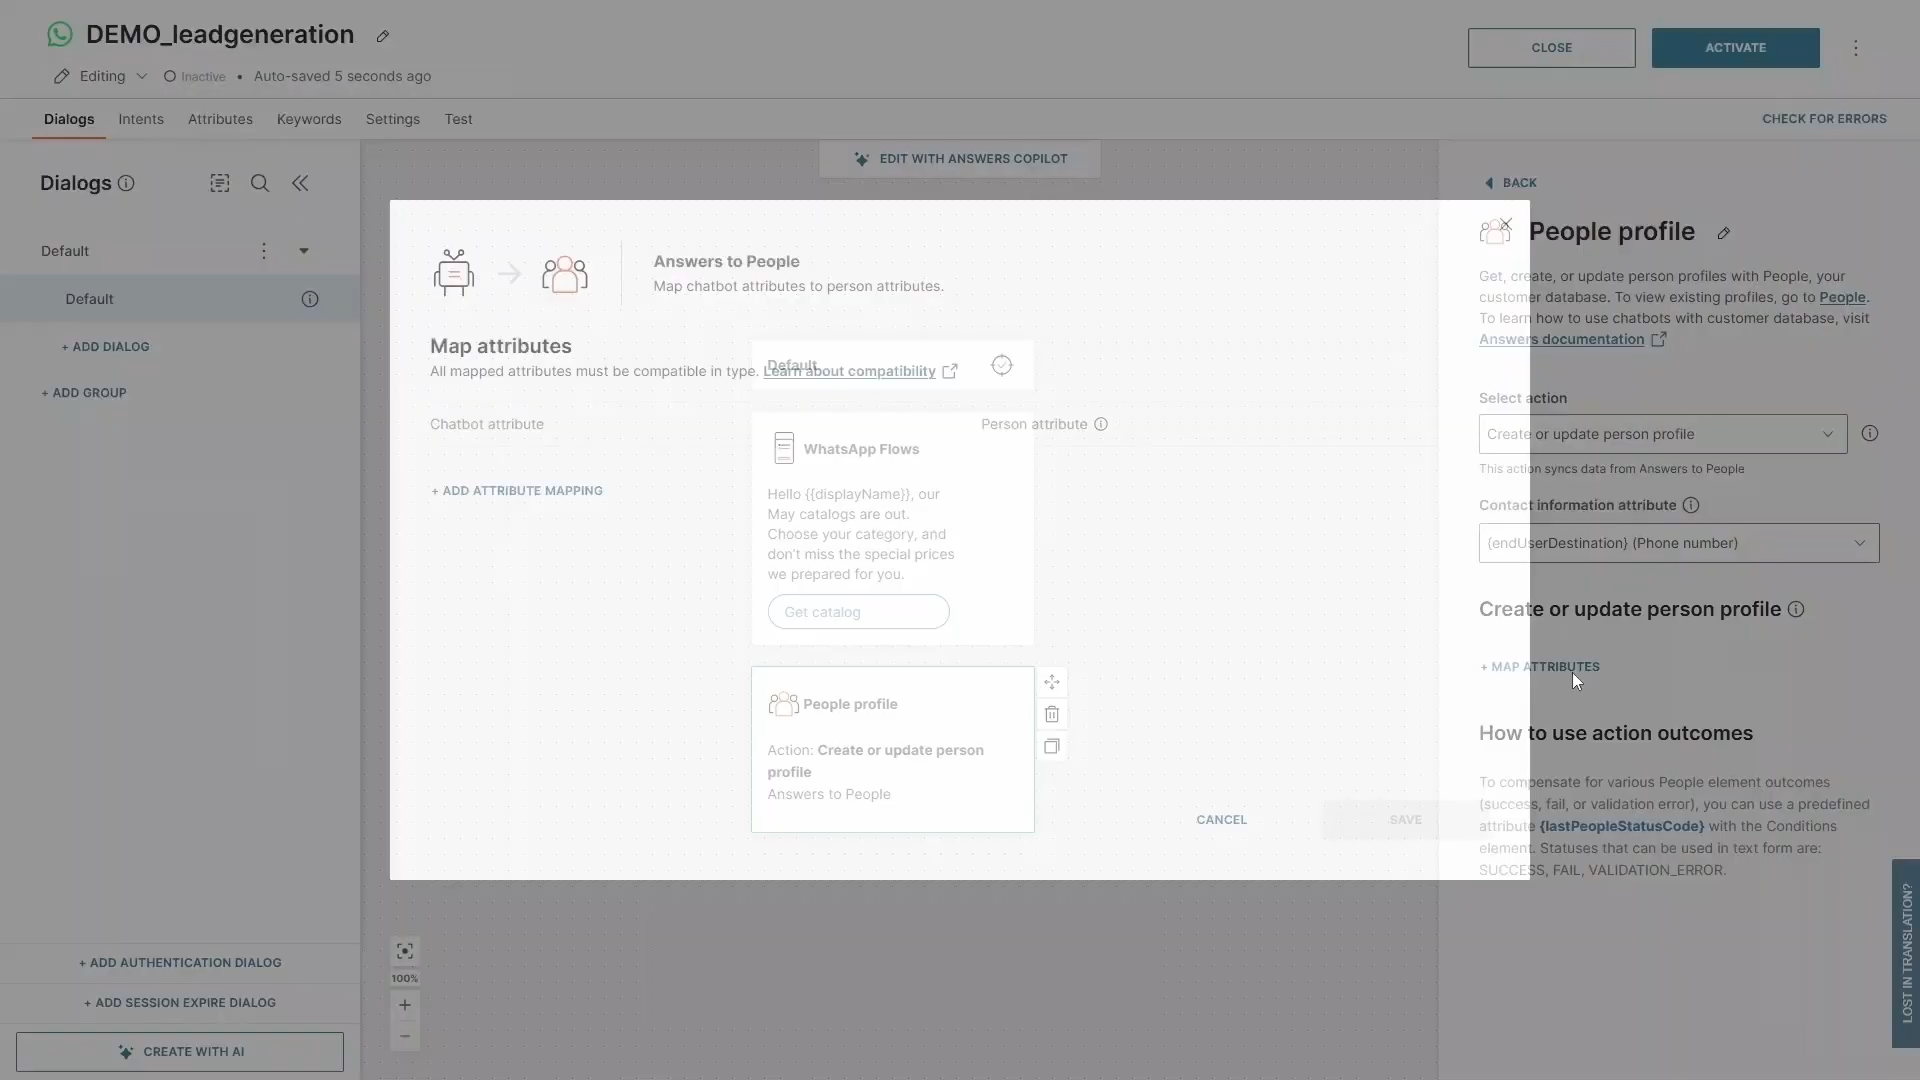 DEMO_leadgeneration
CLOSE
ACTIVATE
Editing
Inactive • Auto-saved 5 seconds ago
Dialogs
Intents
Attributes
Keywords
Settings
Test
CHECK FOR ERRORS
Dialogs
EDIT WITH ANSWERS COPILOT
Default
Default
+ ADD DIALOG
+ ADD GROUP
Answers to People
Map chatbot attributes to person attributes.
Map attributes
All mapped attributes must be compatible in type. Learn about compatibility
Chatbot attribute
Person attribute
+ ADD ATTRIBUTE MAPPING
CANCEL
SAVE
Default
WhatsApp Flows
Hello {{displayName}}, our
May catalogs are out.
Choose your category, and
don't miss the special prices
we prepared for you.
Get catalog
People profile
Action: Create or update person
profile
Answers to People
BACK
People profile
Get, create, or update person profiles with People, your
customer database. To view existing profiles, go to People.
To learn how to use chatbots with customer database, visit
Answers documentation
Select action
Create or update person profile
This action syncs data from Answers to People
Contact information attribute
{endUserDestination} (Phone number)
Create or update person profile
+ MAP ATTRIBUTES
How to use action outcomes
To compensate for various People element outcomes
(success, fail, or validation error), you can use a predefined
attribute {lastPeopleStatusCode} with the Conditions
element. Statuses that can be used in text form are:
SUCCESS, FAIL, VALIDATION_ERROR.
LOST IN TRANSLATION?
100%
+ ADD AUTHENTICATION DIALOG
+ ADD SESSION EXPIRE DIALOG
CREATE WITH AI